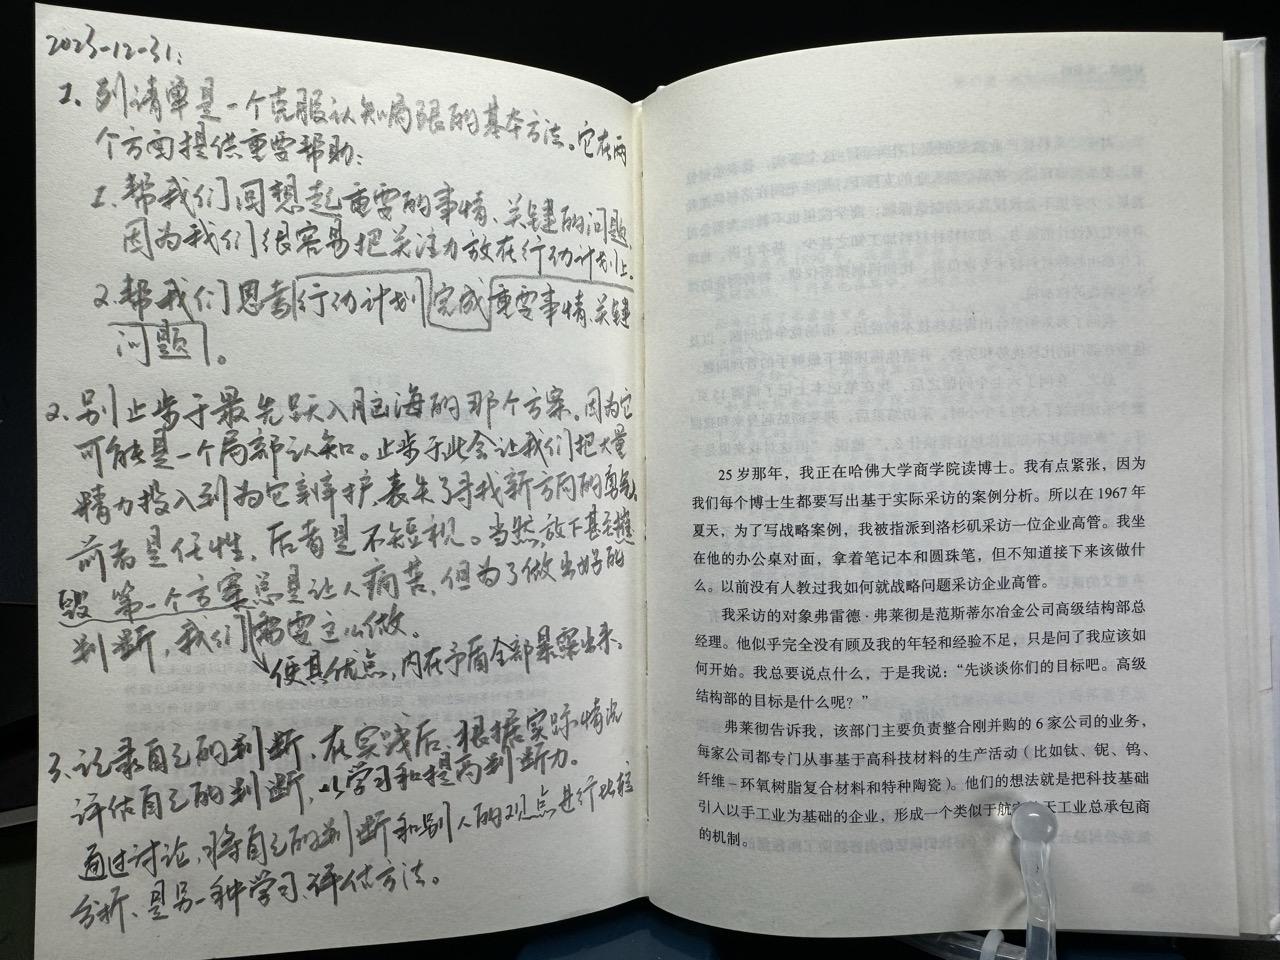 2023-12-31:
1、列清单是一个克服认知局限的基本方法。它在两
个方面提供重要帮助:
1.帮我们回想起重要的事情、关键的问题,
因为我们很容易把关注力放在行动计划上。
2.帮我们思考行动计划完成重要事情、关键
问题。
2、别止步于最先跃入脑海的那个方案。因为它
可能是一个局部认知。止步于此会让我们把大量
精力投入到为它辩护,丧失了寻找新方向的勇气。
前者是任性,后者是不短视。当然,放下甚至摧
毁第一个方案总是让人痛苦,但为了做出好的
判断,我们需要这么做。
使其优点,内在矛盾全部暴露出来。
3、记录自己的判断,在实践后,根据实际情况
评估自己的判断,以学习和提高判断力。
通过讨论,将自己的判断和别人的观点进行比较
分析,是另一种学习、评估方法。
25岁那年,我正在哈佛大学商学院读博士。我有点紧张,因为
我们每个博士生都要写出基于实际采访的案例分析。所以在1967年
夏天,为了写战略案例,我被指派到洛杉矶采访一位企业高管。我坐
在他的办公桌对面,拿着笔记本和圆珠笔,但不知道接下来该做什
么。以前没有人教过我如何就战略问题采访企业高管。
我采访的对象弗雷德·弗莱彻是范斯蒂尔冶金公司高级结构部总
经理。他似乎完全没有顾及我的年轻和经验不足,只是问了我应该如
何开始。我总要说点什么,于是我说:“先谈谈你们的目标吧。高级
结构部的目标是什么呢?”
弗莱彻告诉我,该部门主要负责整合刚并购的6家公司的业务,
每家公司都专门从事基于高科技材料的生产活动(比如钛、铌、钨、
纤维-环氧树脂复合材料和特种陶瓷)。他们的想法就是把科技基础
引入以手工业为基础的企业,形成一个类似于航天工业总承包商
的机制。